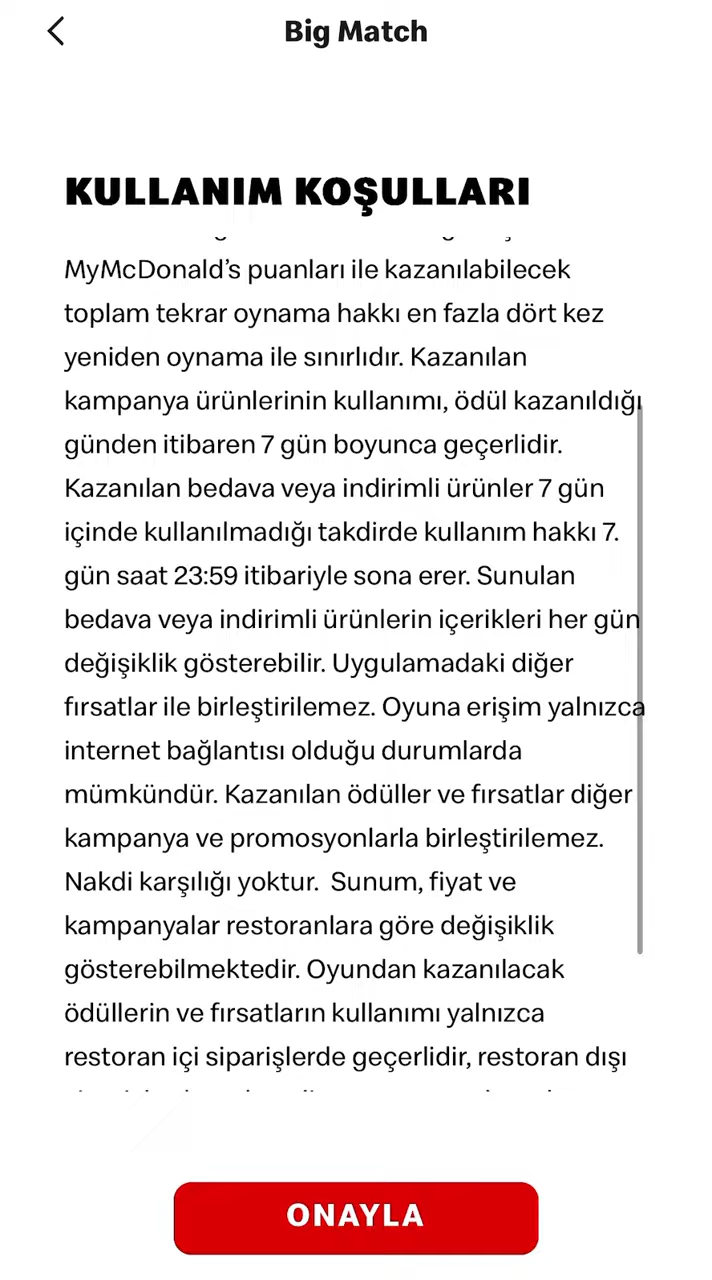 Big Match
KULLANIM KOŞULLARI
MyMcDonald’s puanları ile kazanılabilecek
toplam tekrar oynama hakkı en fazla dört kez
yeniden oynama ile sınırlıdır. Kazanılan
kampanya ürünlerinin kullanımı, ödül kazanıldığı
günden itibaren 7 gün boyunca geçerlidir.
Kazanılan bedava veya indirimli ürünler 7 gün
içinde kullanılmadığı takdirde kullanım hakkı 7.
gün saat 23:59 itibariyle sona erer. Sunulan
bedava veya indirimli ürünlerin içerikleri her gün
değişiklik gösterebilir. Uygulamadaki diğer
fırsatlar ile birleştirilemez. Oyuna erişim yalnızca
internet bağlantısı olduğu durumlarda
mümkündür. Kazanılan ödüller ve fırsatlar diğer
kampanya ve promosyonlarla birleştirilemez.
Nakdi karşılığı yoktur.  Sunum, fiyat ve
kampanyalar restoranlara göre değişiklik
gösterebilmektedir. Oyundan kazanılacak
ödüllerin ve fırsatların kullanımı yalnızca
restoran içi siparişlerde geçerlidir, restoran dışı
ONAYLA